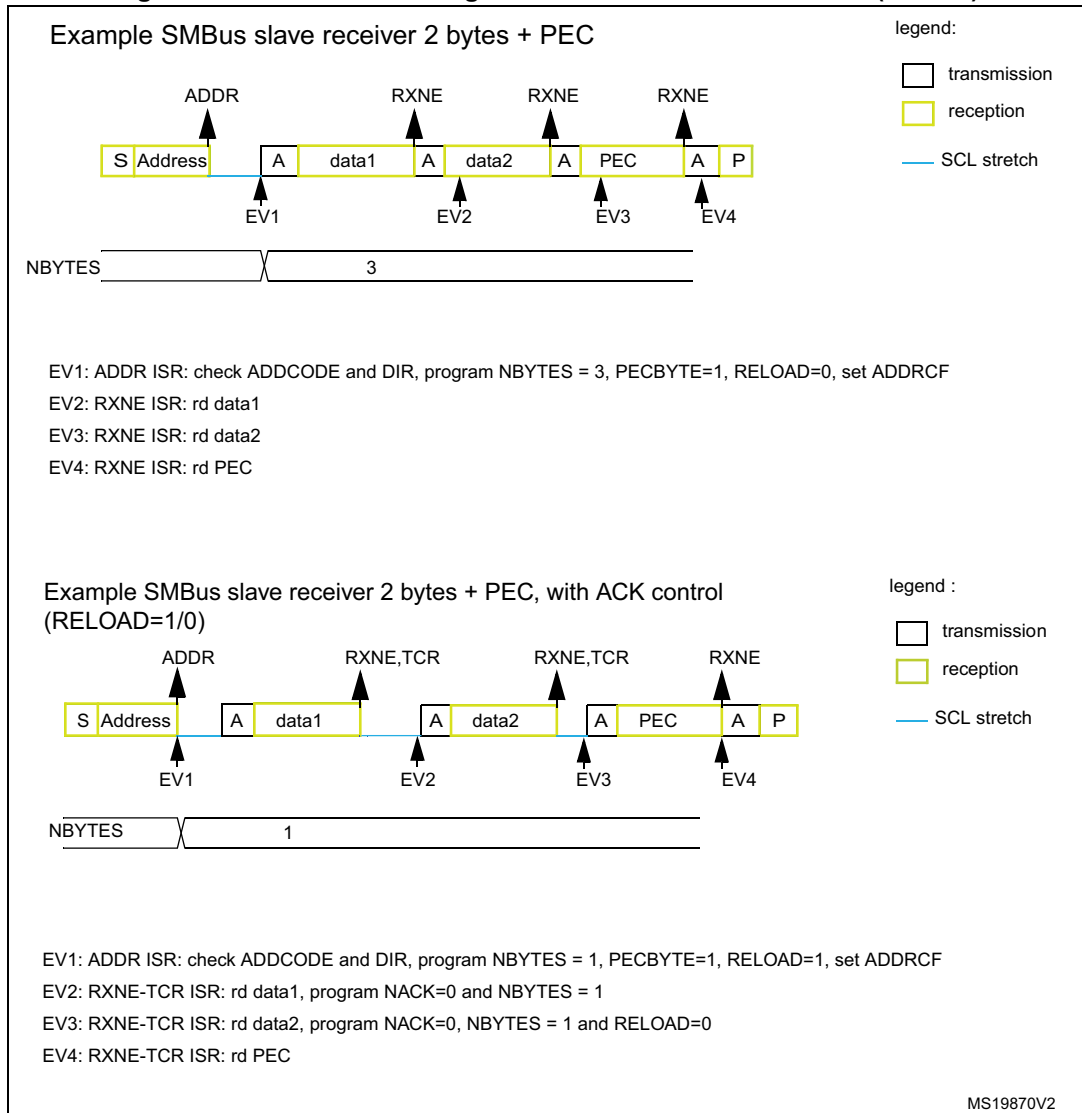 Example SMBus slave receiver 2 bytes + PEC
legend:
transmission
reception
SCL stretch
ADDR RXNE RXNE RXNE
S Address A data1 A data2 A PEC A P
EV1 EV2 EV3 EV4
NBYTES 3
EV1: ADDR ISR: check ADDCODE and DIR, program NBYTES = 3, PECBYTE=1, RELOAD=0, set ADDRCF
EV2: RXNE ISR: rd data1
EV3: RXNE ISR: rd data2
EV4: RXNE ISR: rd PEC
Example SMBus slave receiver 2 bytes + PEC, with ACK control
(RELOAD=1/0)
legend :
transmission
reception
SCL stretch
ADDR RXNE,TCR RXNE,TCR RXNE
S Address A data1 A data2 A PEC A P
EV1 EV2 EV3 EV4
NBYTES 1
EV1: ADDR ISR: check ADDCODE and DIR, program NBYTES = 1, PECBYTE=1, RELOAD=1, set ADDRCF
EV2: RXNE-TCR ISR: rd data1, program NACK=0 and NBYTES = 1
EV3: RXNE-TCR ISR: rd data2, program NACK=0, NBYTES = 1 and RELOAD=0
EV4: RXNE-TCR ISR: rd PEC
MS19870V2